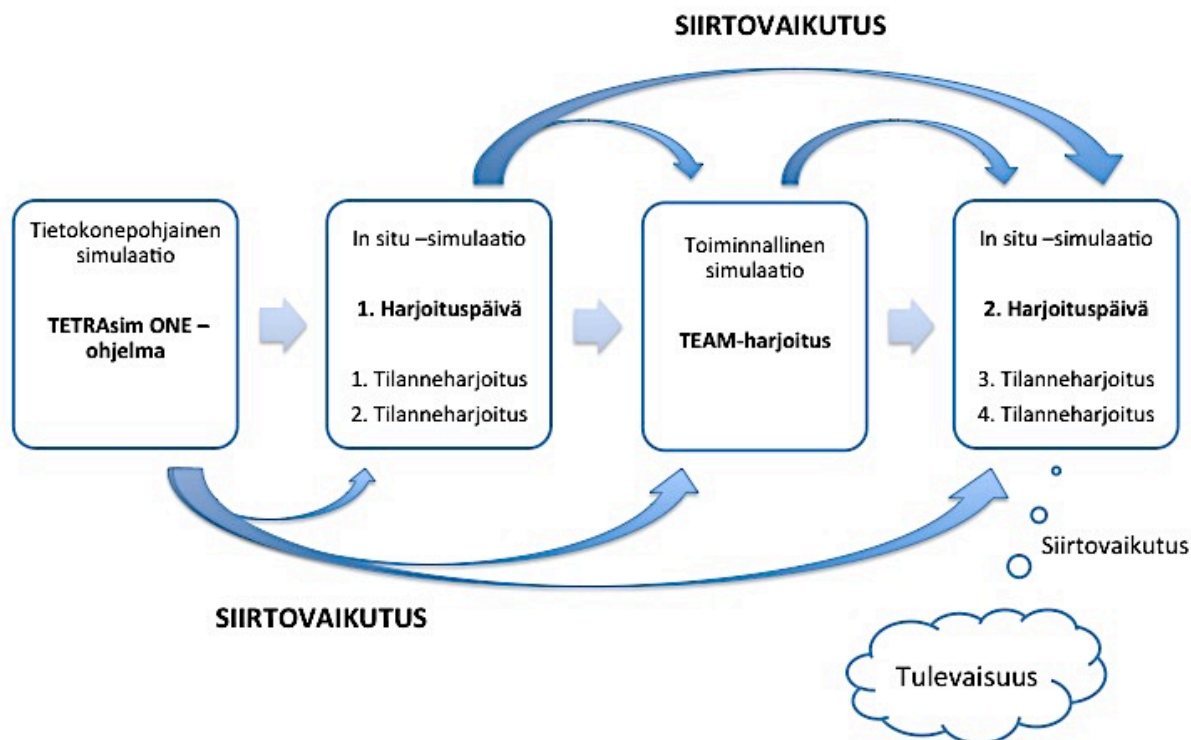 SIIRTOVAIKUTUS
Tietokonepohjainen
simulaatio
TETRAsim ONE –
ohjelma
In situ –simulaatio
1. Harjoituspäivä
1. Tilanneharjoitus
2. Tilanneharjoitus
Toiminnallinen
simulaatio
TEAM-harjoitus
In situ –simulaatio
2. Harjoituspäivä
3. Tilanneharjoitus
4. Tilanneharjoitus
SIIRTOVAIKUTUS
Siirtovaikutus
Tulevaisuus